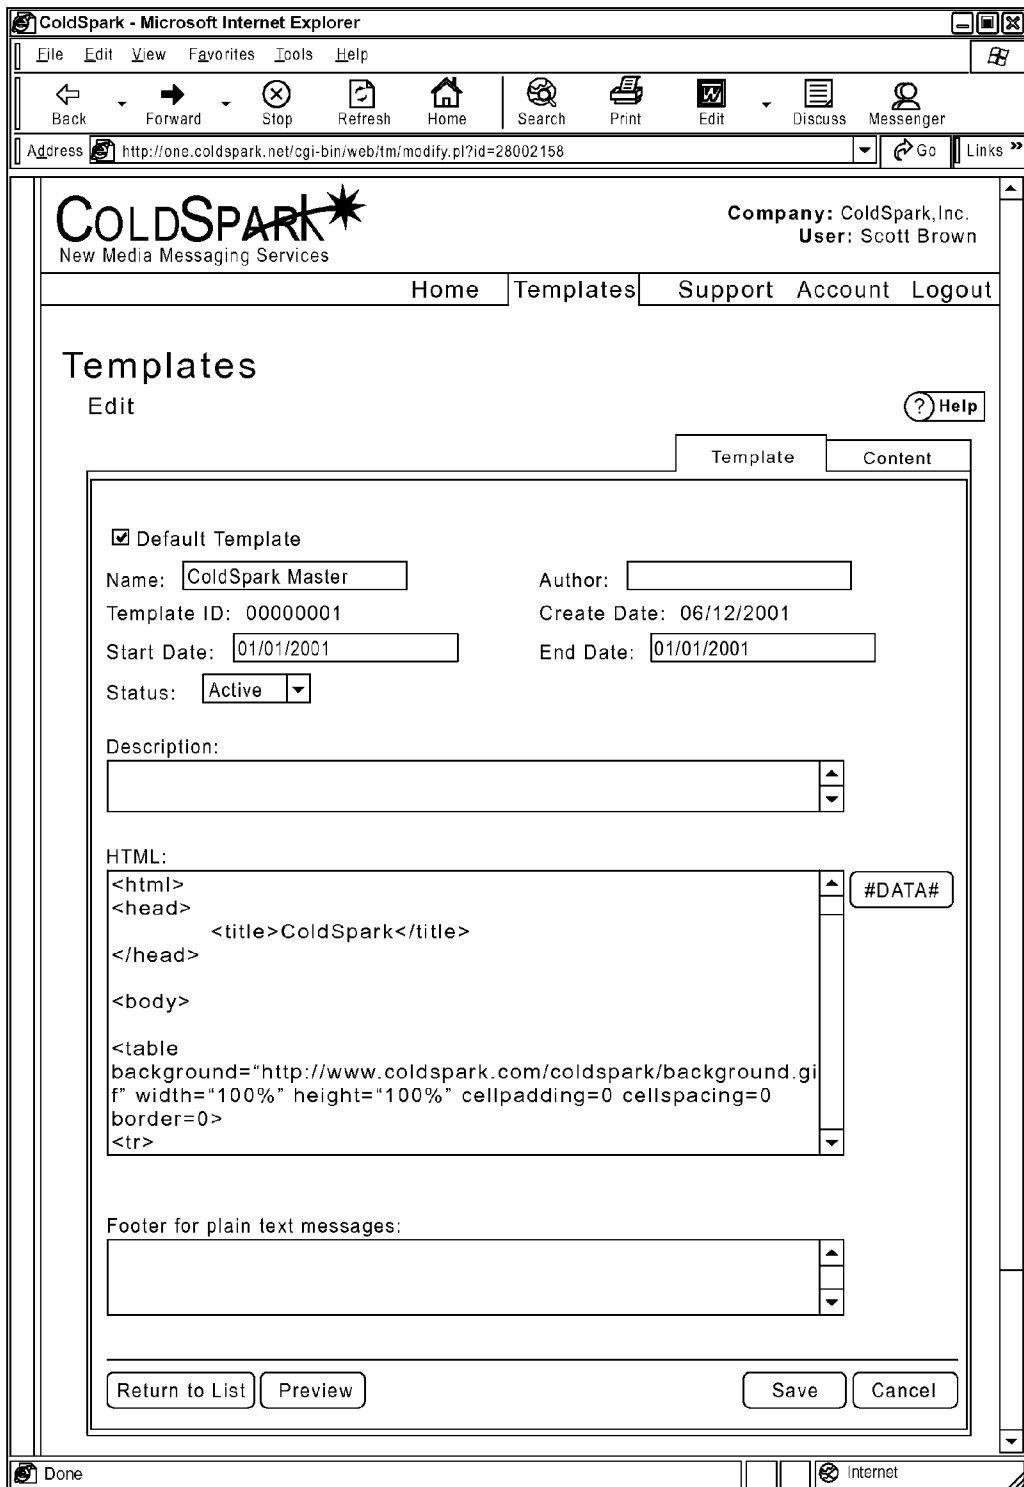 ColdSpark - Microsoft Internet Explorer
File Edit View Favorites Tools Help
Back Forward Stop Refresh Home Search Print Edit Discuss Messenger
Address http://one.coldspark.net/cgi-bin/web/tm/modify.pl?id=28002158 Go Links »
COLDSPARK
New Media Messaging Services
Company: ColdSpark,Inc.
User: Scott Brown
Home Templates Support Account Logout
Templates
Edit
? Help
Template Content
Default Template
Name: ColdSpark Master Author:
Template ID: 00000001 Create Date: 06/12/2001
Start Date: 01/01/2001 End Date: 01/01/2001
Status: Active
Description:
HTML:
<html>
#DATA#
<head>
<title>ColdSpark</title>
</head>
<body>
<table
background=“http://www.coldspark.com/coldspark/background.gi
f” width=“100%” height=“100%” cellpadding=0 cellspacing=0
border=0>
<tr>
Footer for plain text messages:
Return to List Preview Save Cancel
Done Internet